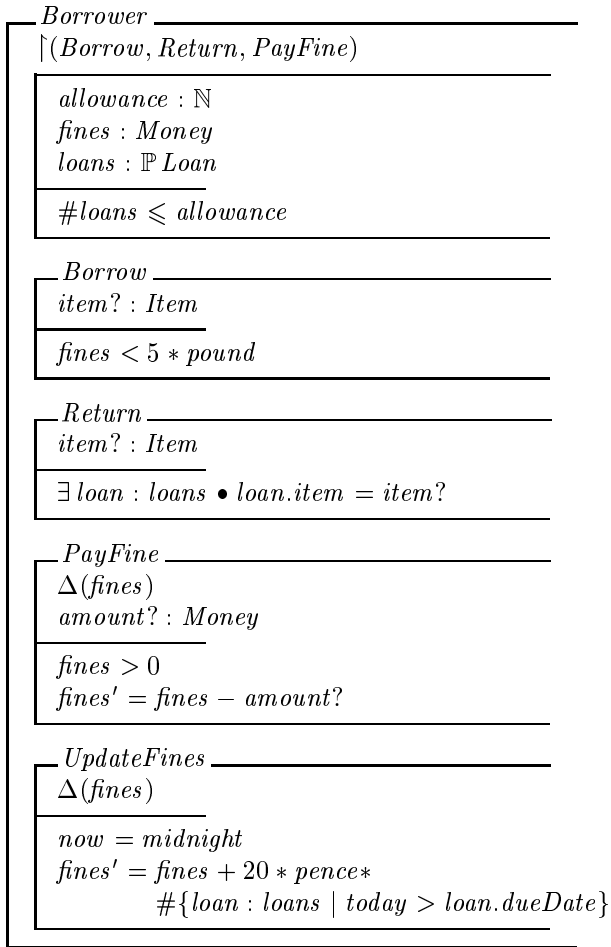 Borrower
↾(Borrow, Return, PayFine)
allowance : ℕ
fines : Money
loans : ℙ Loan
#loans ⩽ allowance
Borrow
item? : Item
fines < 5 ∗ pound
Return
item? : Item
∃ loan : loans • loan.item = item?
PayFine
Δ(fines)
amount? : Money
fines > 0
fines′ = fines − amount?
UpdateFines
Δ(fines)
now = midnight
fines′ = fines + 20 ∗ pence∗
#{loan : loans | today > loan.dueDate}